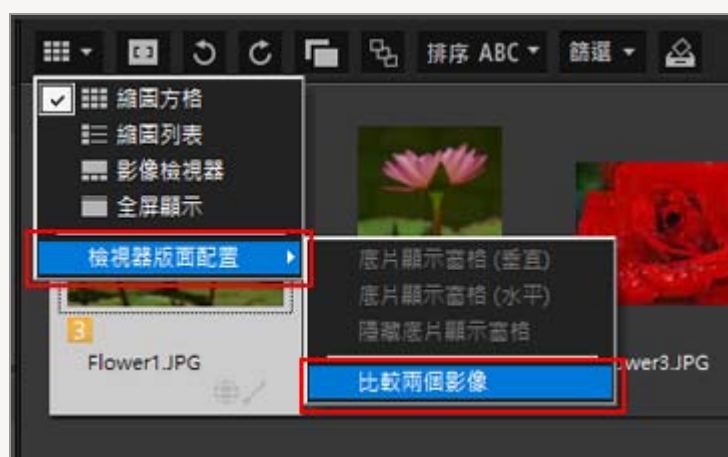 排序 ABC
篩選
縮圖方格
縮圖列表
影像檢視器
全屏顯示
檢視器版面配置
底片顯示窗格 (垂直)
底片顯示窗格 (水平)
隱藏底片顯示窗格
比較兩個影像
3
Flower1.JPG
ower3.JPG